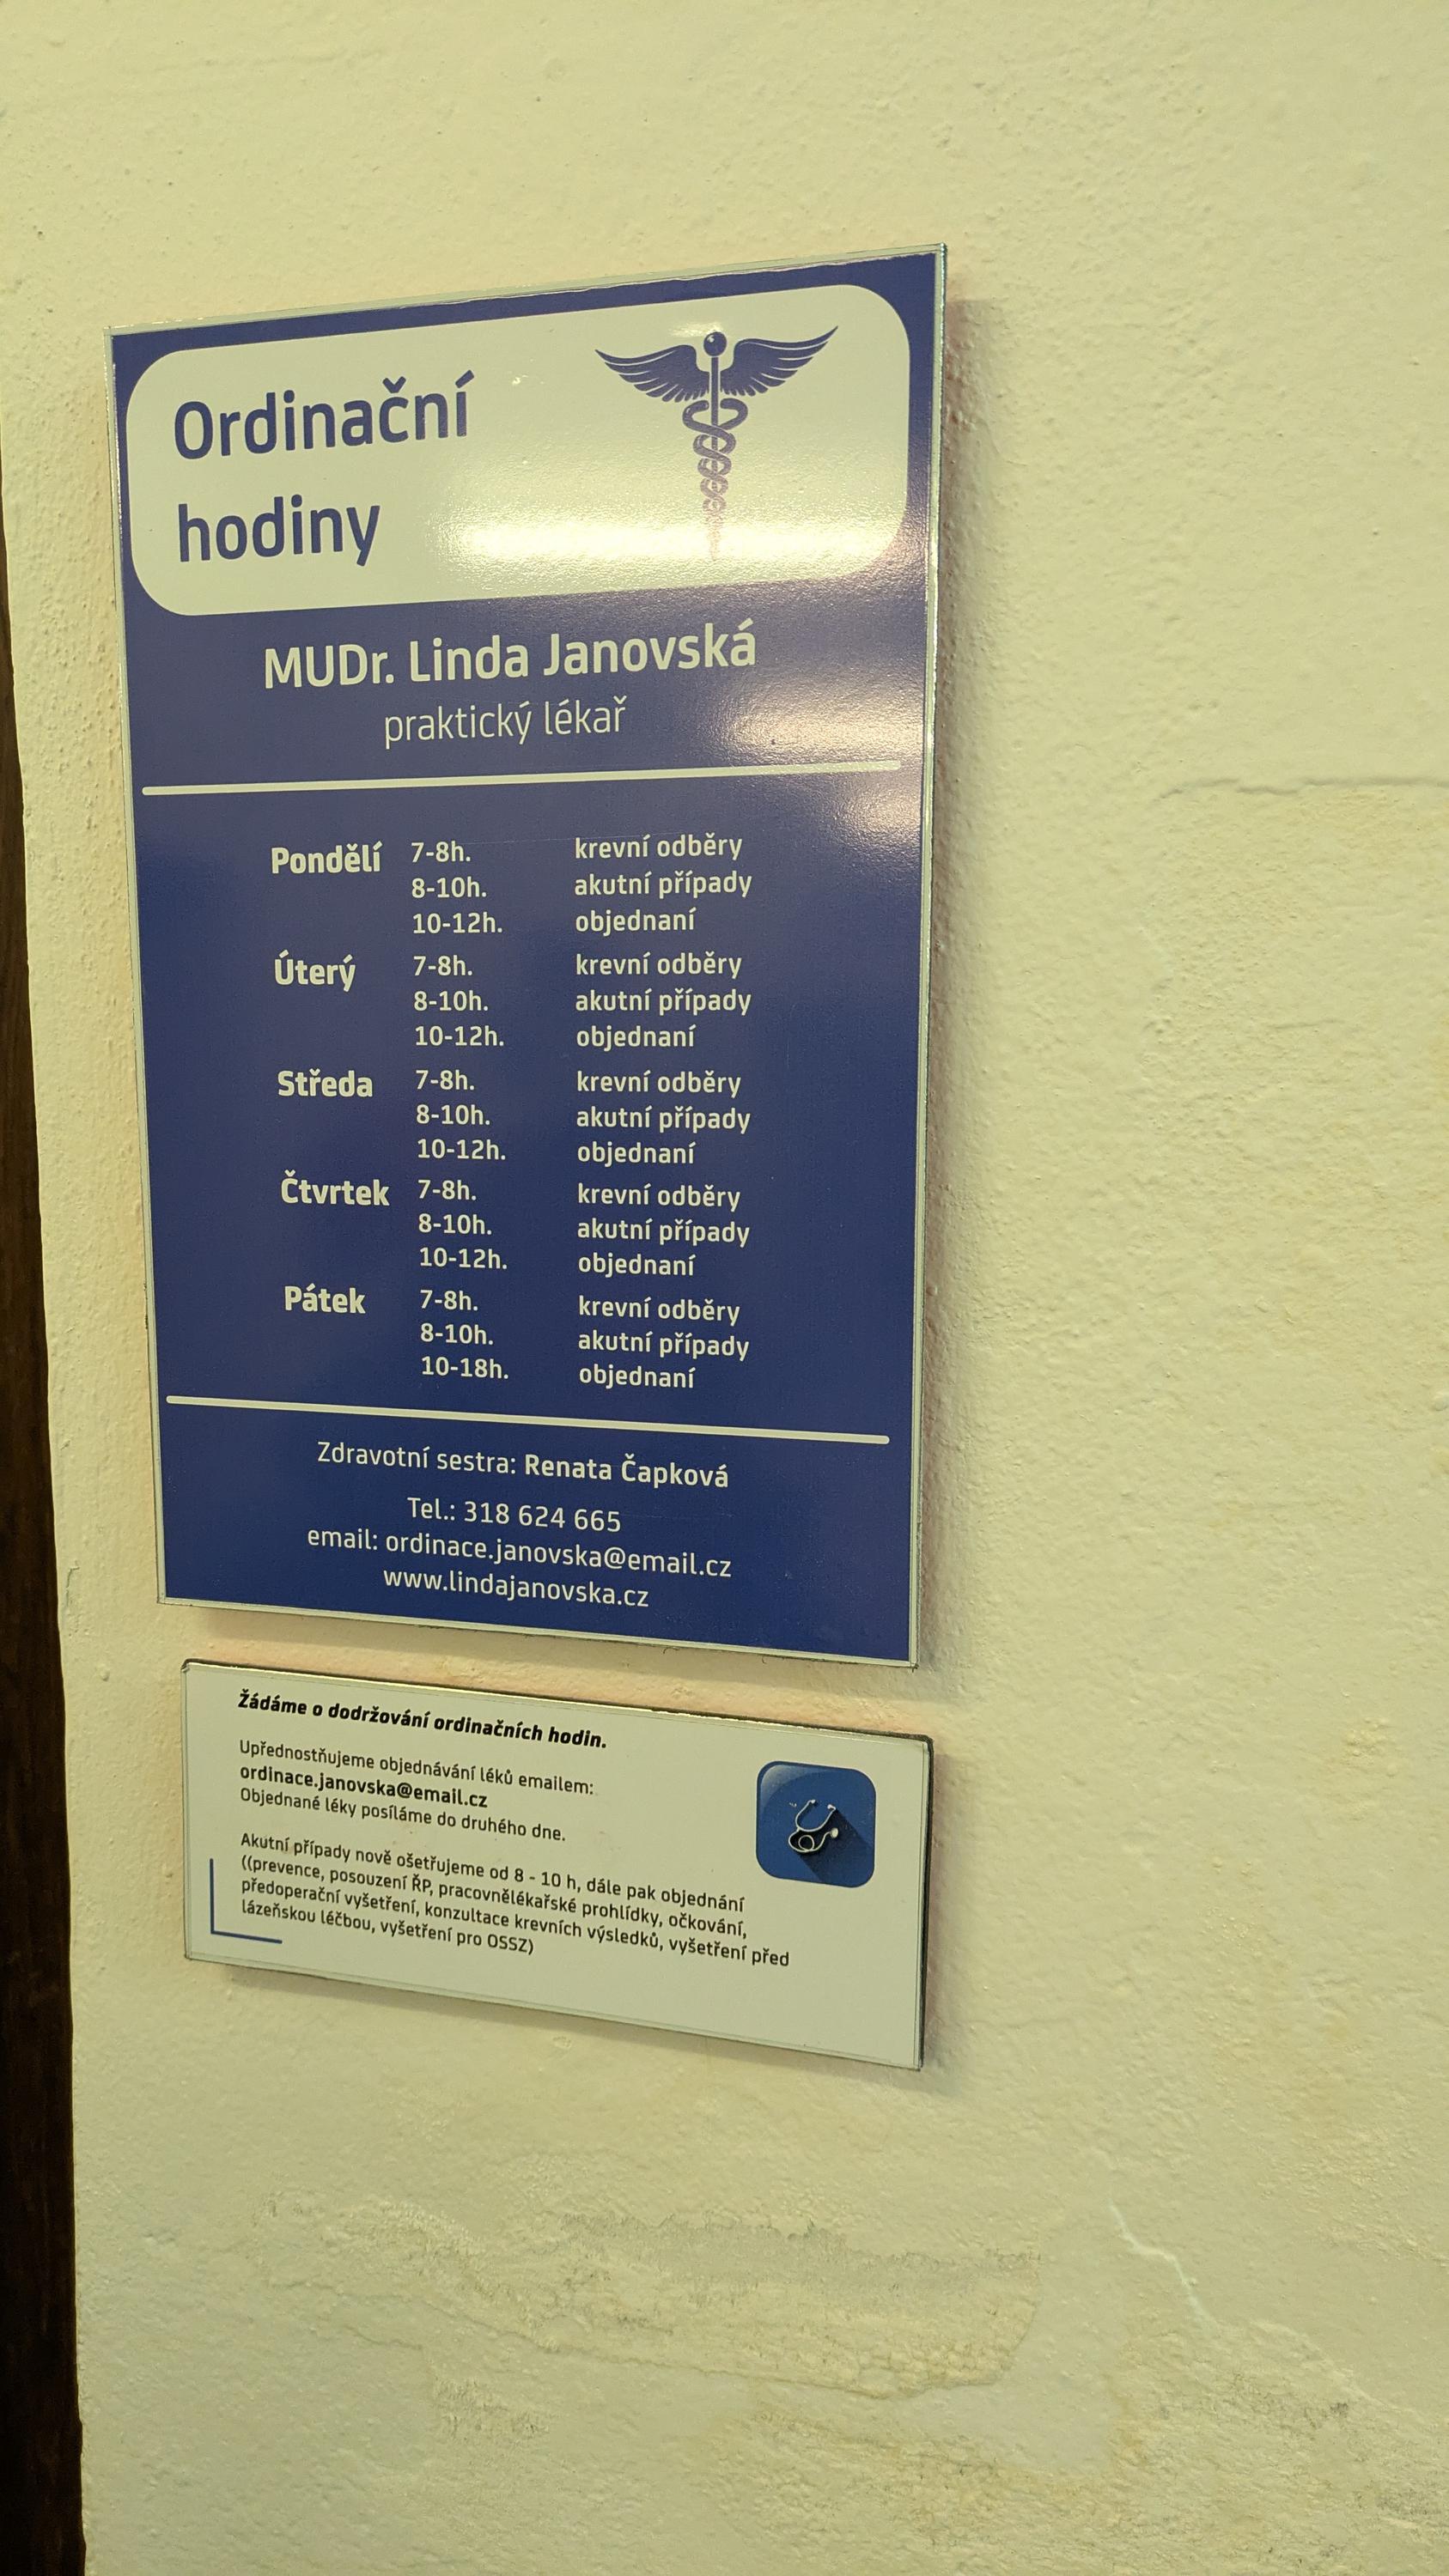 Ordinační
hodiny
MUDr. Linda Janovská
praktický lékař
Pondělí 7-8h. krevní odběry
8-10h. akutní případy
10-12h. objednaní
Úterý 7-8h. krevní odběry
8-10h. akutní případy
10-12h. objednaní
Středa 7-8h. krevní odběry
8-10h. akutní případy
10-12h. objednaní
Čtvrtek 7-8h. krevní odběry
8-10h. akutní případy
10-12h. objednaní
Pátek 7-8h. krevní odběry
8-10h. akutní případy
10-18h. objednaní
Zdravotní sestra: Renata Čapková
Tel.: 318 624 665
email: ordinace.janovska@email.cz
www.lindajanovska.cz
Žádáme o dodržování ordinačních hodin.
Upřednostňujeme objednávání léků emailem:
ordinace.janovska@email.cz
Objednané léky posíláme do druhého dne.
Akutní případy nově ošetřujeme od 8 - 10 h, dále pak objednání
((prevence, posouzení ŘP, pracovnělékařské prohlídky, očkování,
předoperační vyšetření, konzultace krevních výsledků, vyšetření před
lázeňskou léčbou, vyšetření pro OSSZ)